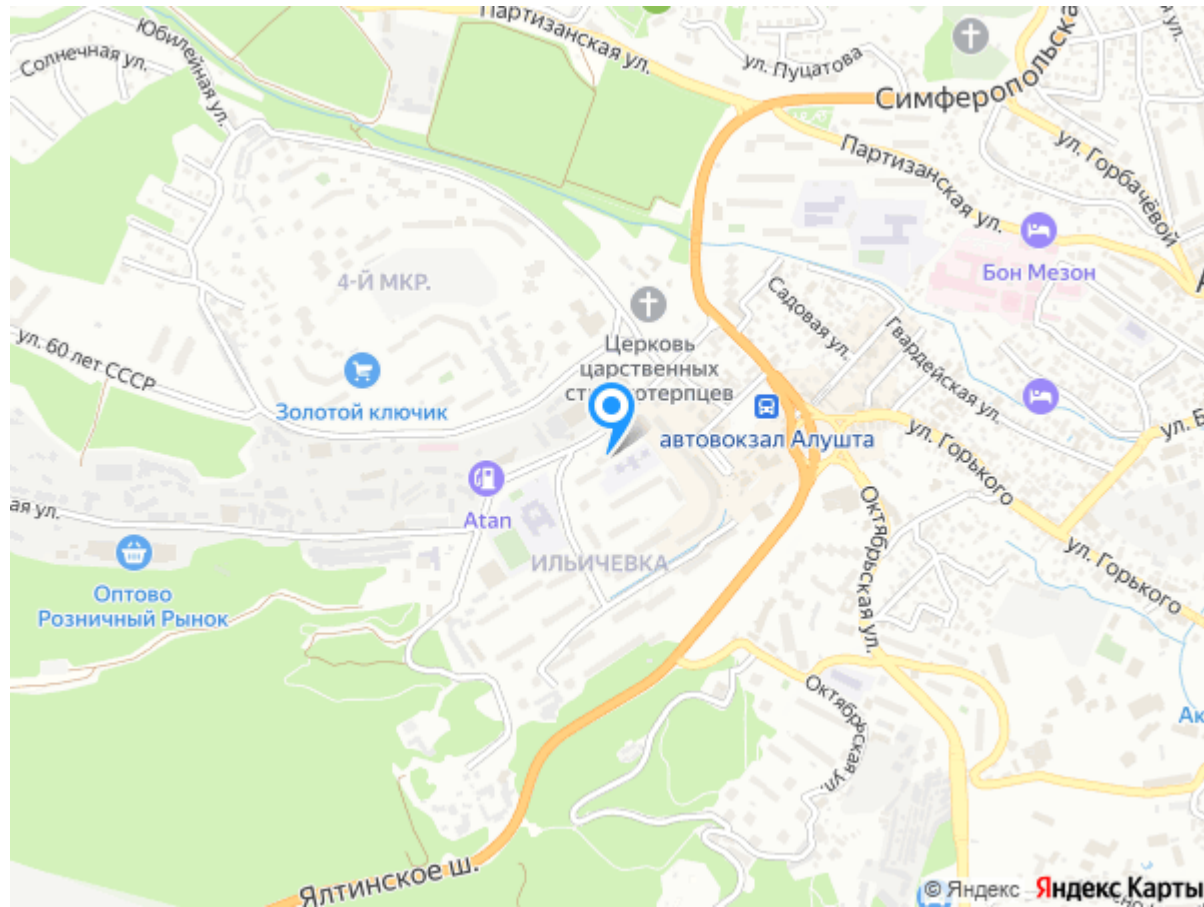 Партизанская ул.
Юбилейная ул.
Солнечная ул.
ул. Пуцатова
Симферопольская
ул. Горбачёвой
Партизанская ул.
Бон Мезон
4-Й МКР.
Садовая ул.
Гвардейская ул.
ул. 60 лет СССР
Церковь
царственных
Золотой ключик
автовокзал Алушта
ул. Горького
Atan
Октябрьская ул.
ИЛЬИЧЕВКА
ул. Горького
Оптово
Розничный Рынок
Октябрьская ул.
Ялтинское ш.
© Яндекс Яндекс Карты